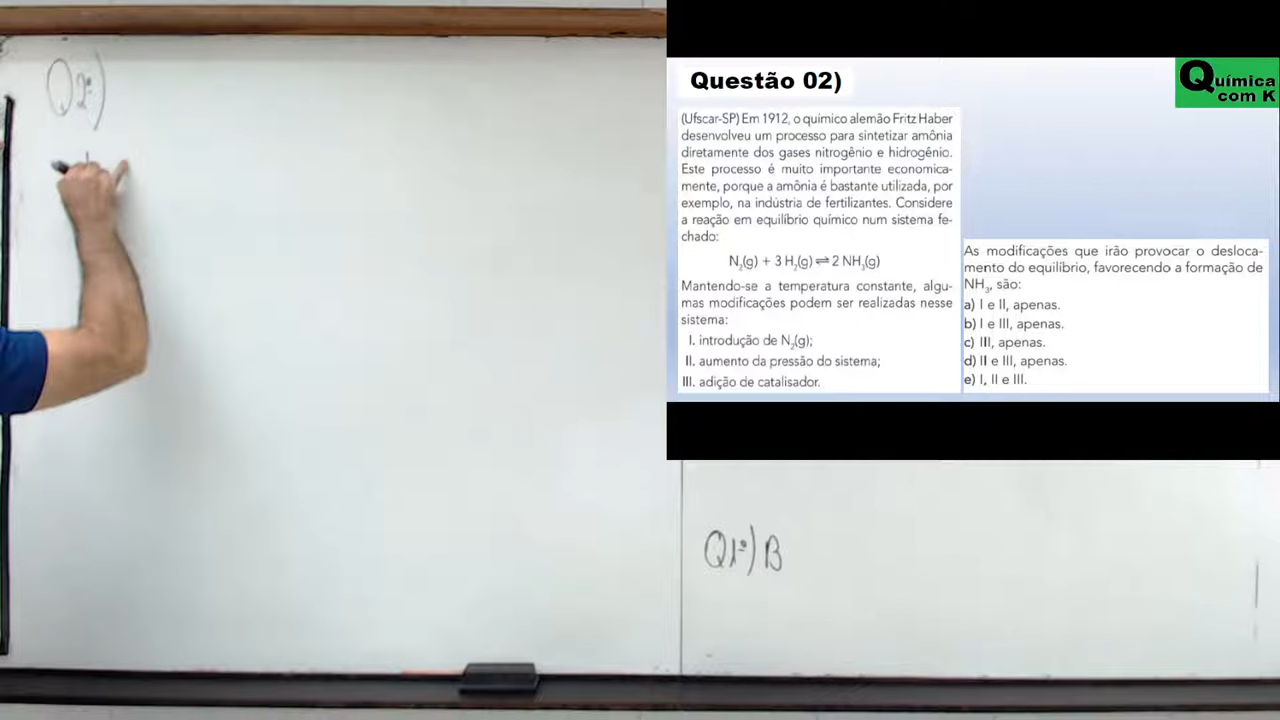 Q2º)
Questão 02)
Química
com K
(Ufscar-SP) Em 1912, o químico alemão Fritz Haber
desenvolveu um processo para sintetizar amônia
diretamente dos gases nitrogênio e hidrogênio.
Este processo é muito importante economica-
mente, porque a amônia é bastante utilizada, por
exemplo, na indústria de fertilizantes. Considere
a reação em equilíbrio químico num sistema fe-
chado:
N₂(g) + 3 H₂(g) ⇌ 2 NH₃(g)
Mantendo-se a temperatura constante, algu-
mas modificações podem ser realizadas nesse
sistema:
I. introdução de N₂(g);
II. aumento da pressão do sistema;
III. adição de catalisador.
As modificações que irão provocar o desloca-
mento do equilíbrio, favorecendo a formação de
NH₃, são:
a) I e II, apenas.
b) I e III, apenas.
c) III, apenas.
d) II e III, apenas.
e) I, II e III.
Q1º) B